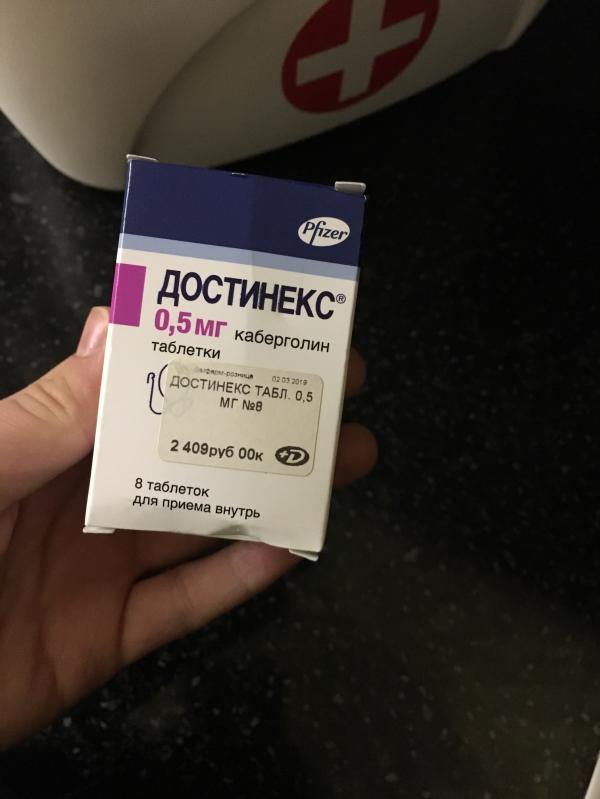 Pfizer
ДОСТИНЕКС®
0,5 мг каберголин
таблетки
02.03.2019
ДОСТИНЕКС ТАБЛ. 0,5
МГ №8
2 409руб 00к
+D
8 таблеток
для приема внутрь